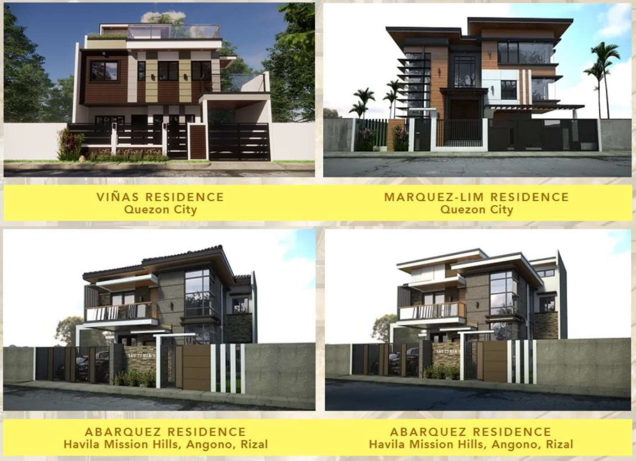 VIÑAS RESIDENCE
Quezon City
MARQUEZ-LIM RESIDENCE
Quezon City
ABARQUEZ RESIDENCE
Havila Mission Hills, Angono, Rizal
ABARQUEZ RESIDENCE
Havila Mission Hills, Angono, Rizal